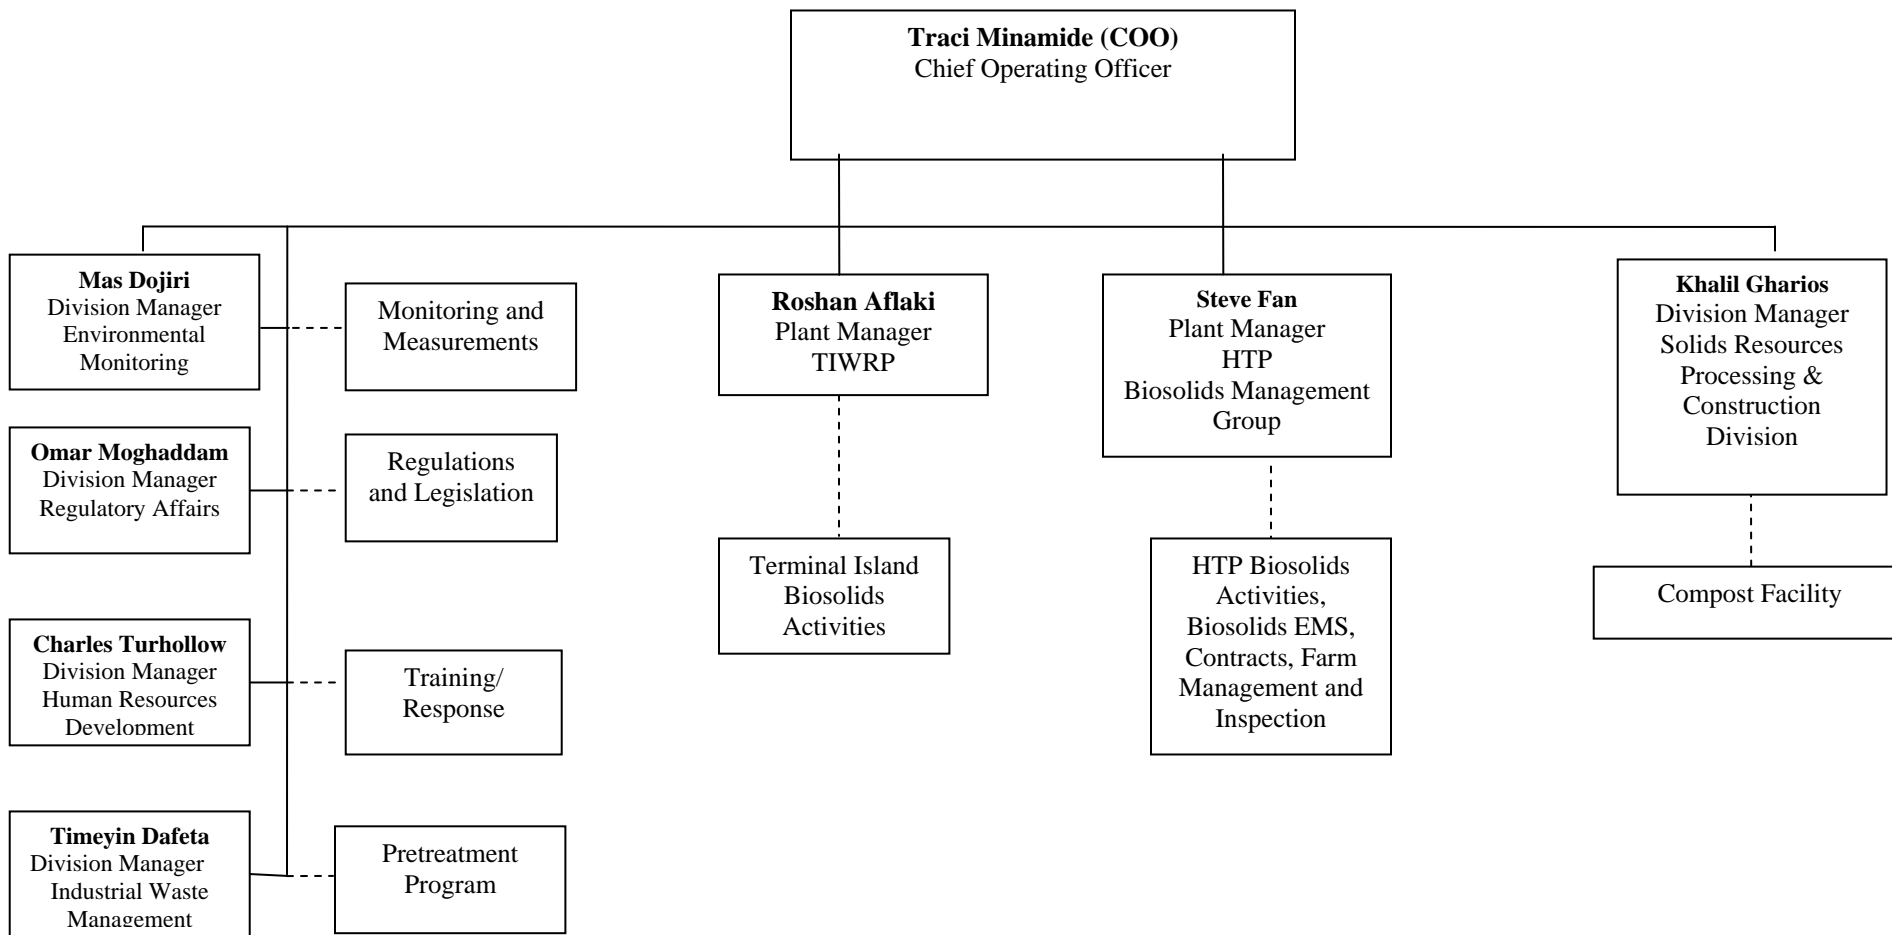 Traci Minamide (COO)
Chief Operating Officer
Mas Dojiri
Division Manager
Environmental
Monitoring
Monitoring and
Measurements
Roshan Aflaki
Plant Manager
TIWRP
Steve Fan
Plant Manager
HTP
Biosolids Management
Group
Khalil Gharios
Division Manager
Solids Resources
Processing &
Construction
Division
Omar Moghaddam
Division Manager
Regulatory Affairs
Regulations
and Legislation
Terminal Island
Biosolids
Activities
HTP Biosolids
Activities,
Biosolids EMS,
Contracts, Farm
Management and
Inspection
Compost Facility
Charles Turhollow
Division Manager
Human Resources
Development
Training/
Response
Timeyin Dafeta
Division Manager
Industrial Waste
Management
Pretreatment
Program